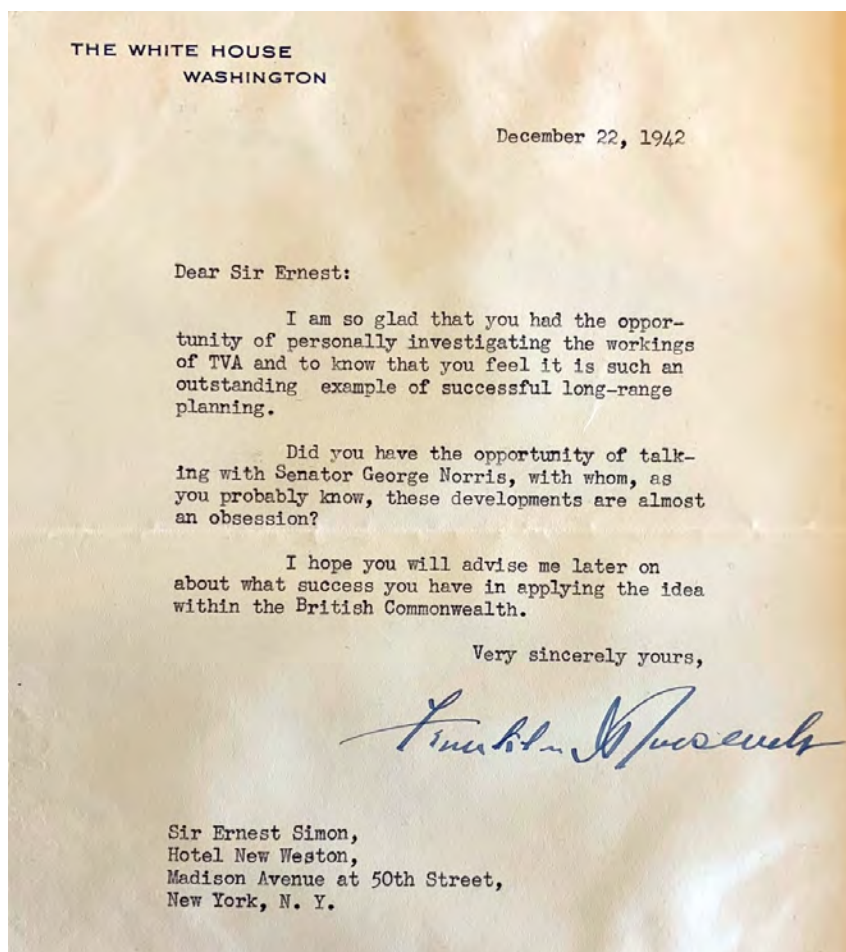 THE WHITE HOUSE
WASHINGTON
December 22, 1942
Dear Sir Ernest:
I am so glad that you had the oppor-
tunity of personally investigating the workings
of TVA and to know that you feel it is such an
outstanding example of successful long-range
planning.
Did you have the opportunity of talk-
ing with Senator George Norris, with whom, as
you probably know, these developments are almost
an obsession?
I hope you will advise me later on
about what success you have in applying the idea
within the British Commonwealth.
Very sincerely yours,
Franklin D Roosevelt
Sir Ernest Simon,
Hotel New Weston,
Madison Avenue at 50th Street,
New York, N. Y.